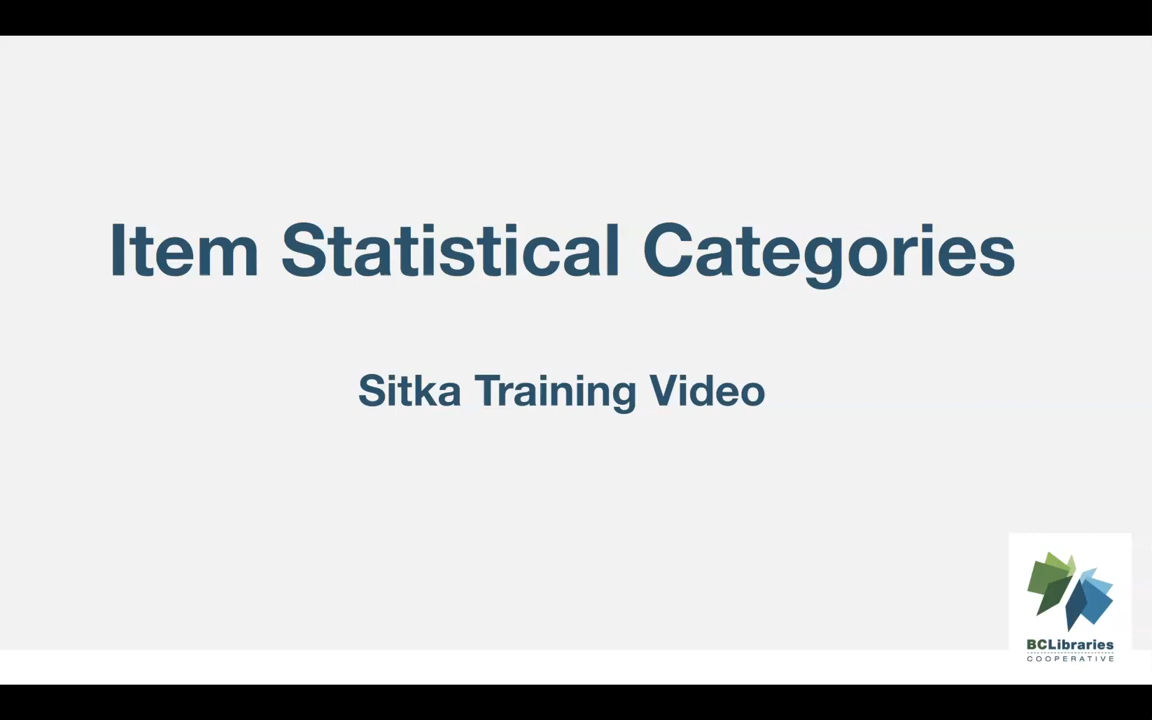 Item Statistical Categories
Sitka Training Video
BCLibraries
COOPERATIVE